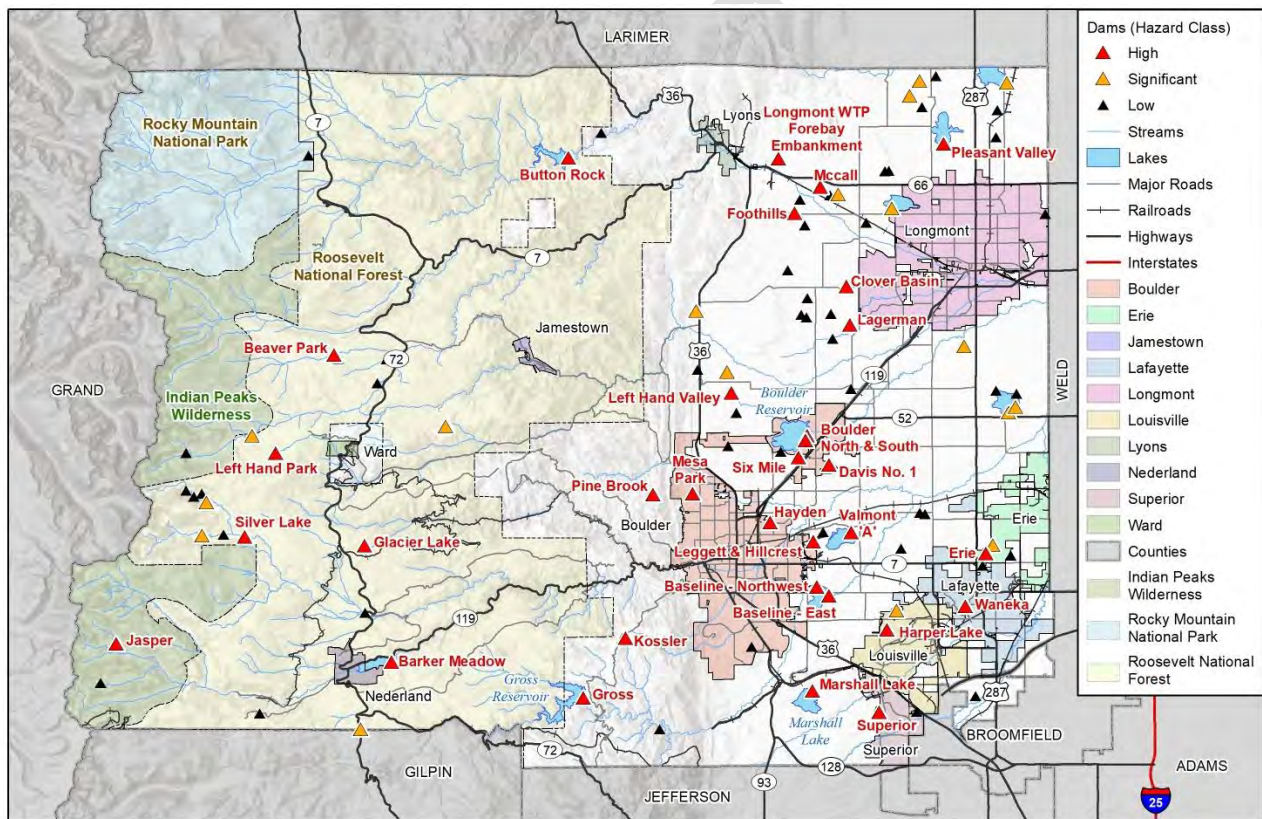 LARIMER
36
287
Lyons
Longmont WTP
Forebay
Embankment
Rocky Mountain
National Park
7
Button Rock
Pleasant Valley
Mccall
66
Foothills
Longmont
Roosevelt
National Forest
7
Clover Basin
Jamestown
Lagerman
Beaver Park
72
36
119
GRAND
WELD
Indian Peaks
Wilderness
Left Hand Valley
Boulder
Reservoir
52
Ward
Left Hand Park
Boulder
North & South
Six Mile
Davis No. 1
Mesa
Park
Pine Brook
Boulder
Hayden
Valmont
'A'
Erie
Silver Lake
Glacier Lake
Leggett & Hillcrest
Erie
7
Lafayette
Baseline - Northwest
Baseline - East
Waneka
119
Jasper
Kossler
Harper Lake
36
Louisville
Barker Meadow
Nederland
Gross
Reservoir
Gross
Marshall Lake
287
Marshall
Lake
Superior
BROOMFIELD
Superior
72
128
93
GILPIN
JEFFERSON
ADAMS
25
Dams (Hazard Class)
High
Significant
Low
Streams
Lakes
Major Roads
Railroads
Highways
Interstates
Boulder
Erie
Jamestown
Lafayette
Longmont
Louisville
Lyons
Nederland
Superior
Ward
Counties
Indian Peaks
Wilderness
Rocky Mountain
National Park
Roosevelt National
Forest